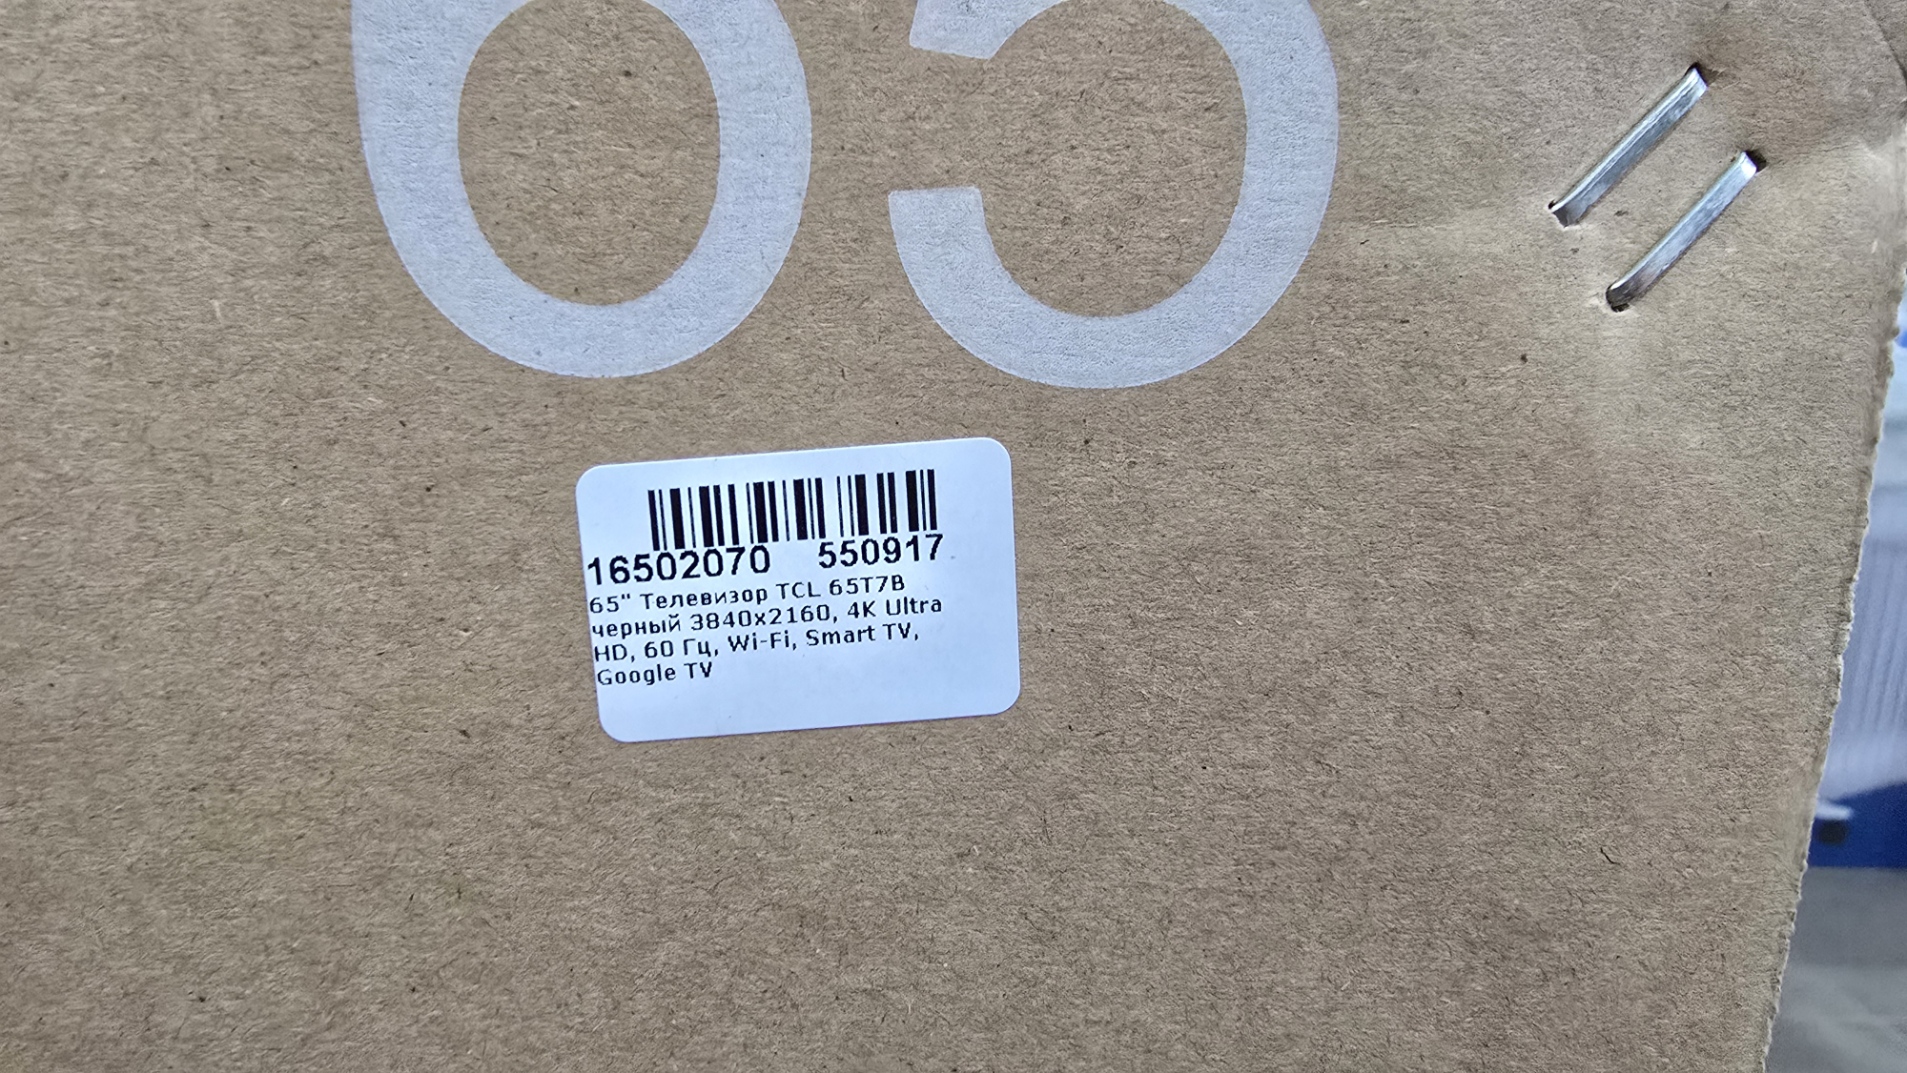 65
16502070 550917
65" Телевизор TCL 65T7B
черный 3840x2160, 4K Ultra
HD, 60 Гц, Wi-Fi, Smart TV,
Google TV